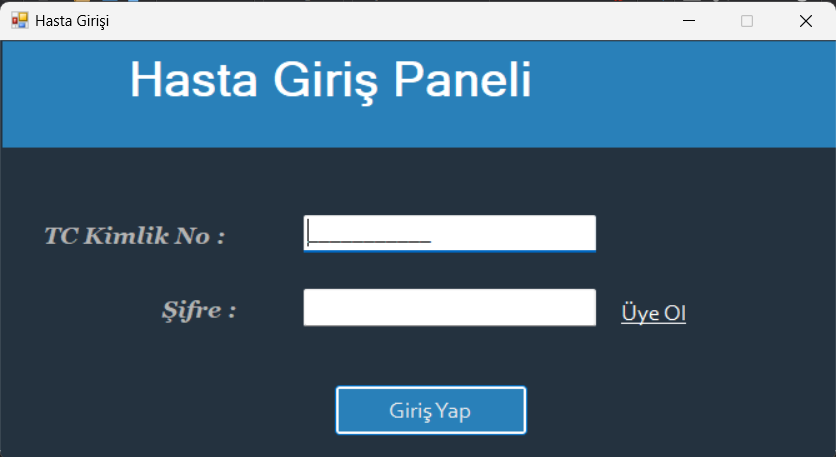 Hasta Girişi
Hasta Giriş Paneli
TC Kimlik No :
Şifre :
Üye Ol
Giriş Yap